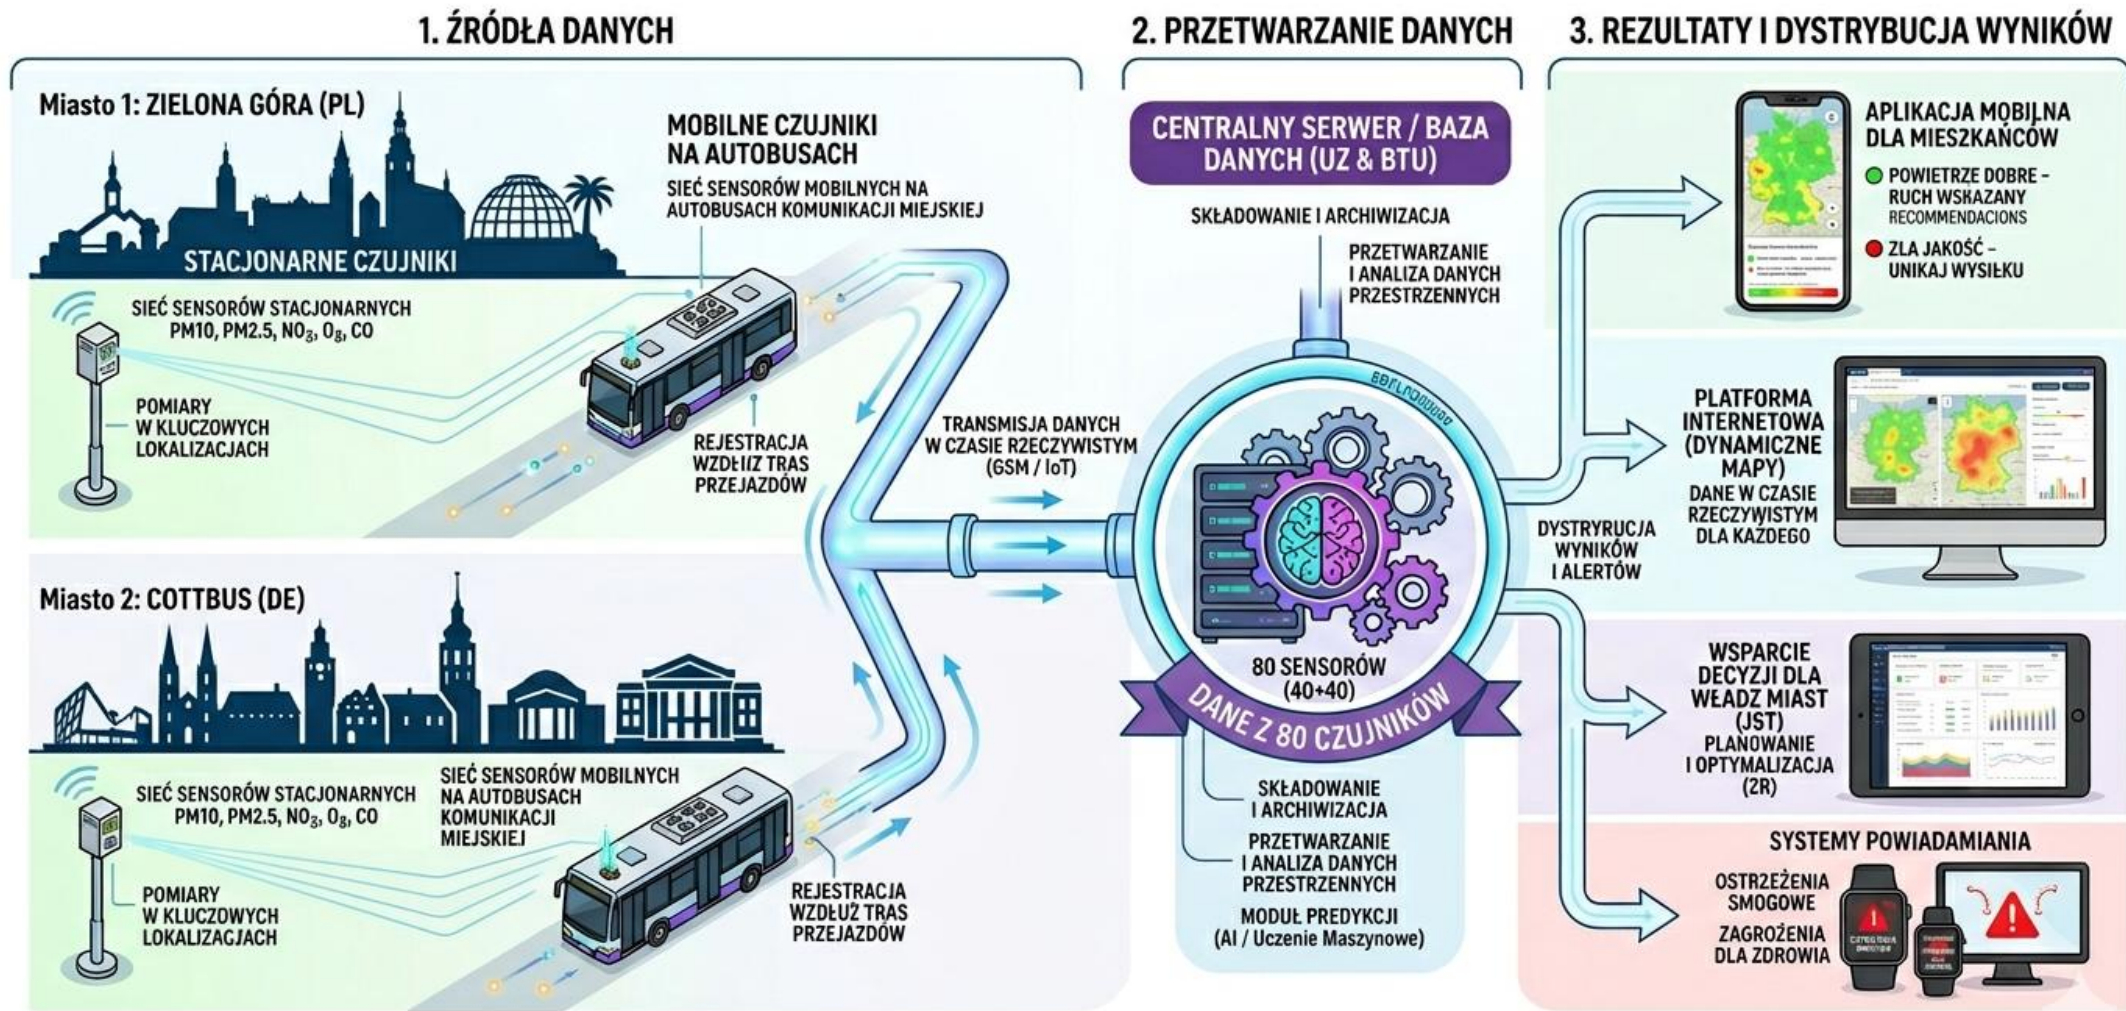 1. ŹRÓDŁA DANYCH
Miasto 1: ZIELONA GÓRA (PL)
STACJONARNE CZUJNIKI
MOBILNE CZUJNIKI
NA AUTOBUSACH
SIEĆ SENSORÓW MOBILNYCH NA
AUTOBUSACH KOMUNIKACJI MIEJSKIEJ
SIEĆ SENSORÓW STACJONARNYCH
PM10, PM2.5, NO₃, O₈, CO
POMIARY
W KLUCZOWYCH
LOKALIZACJACH
REJESTRACJA
WZDŁUZ TRAS
PRZEJAZDÓW
TRANSMISJA DANYCH
W CZASIE RZECZYWISTYM
(GSM / IoT)
Miasto 2: COTTBUS (DE)
SIEĆ SENSORÓW STACJONARNYCH
PM10, PM2.5, NO₃, O₈, CO
SIEĆ SENSORÓW MOBILNYCH
NA AUTOBUSACH
KOMUNIKACJI
MIEJSKIEJ
POMIARY
W KLUCZOWYCH
LOKALIZACJACH
REJESTRACJA
WZDŁUŻ TRAS
PRZEJAZDÓW
2. PRZETWARZANIE DANYCH
CENTRALNY SERWER / BAZA
DANYCH (UZ & BTU)
SKŁADOWANIE I ARCHIWIZACJA
PRZETWARZANIE
I ANALIZA DANYCH
PRZESTRZENNYCH
80 SENSORÓW
(40+40)
DANE Z 80 CZUJNIKÓW
SKŁADOWANIE
I ARCHIWIZACJA
PRZETWARZANIE
I ANALIZA DANYCH
PRZESTRZENNYCH
MODUŁ PREDYKCJI
(AI / Uczenie Maszynowe)
3. REZULTATY I DYSTRYBUCJA WYNIKÓW
APLIKACJA MOBILNA
DLA MIESZKAŃCÓW
POWIETRZE DOBRE –
RUCH WSKAZANY
RECOMMENDACIONS
ZLA JAKOŚĆ –
UNIKAJ WYSIŁKU
PLATFORMA
INTERNETOWA
(DYNAMICZNE
MAPY)
DANE W CZASIE
RZECZYWISTYM
DLA KAŻDEGO
DYSTRYRUCJA
WYNIKÓW
I ALERTÓW
WSPARCIE
DECYZJI DLA
WŁADZ MIAST
(JST)
PLANOWANIE
I OPTYMALIZACJA
(2R)
SYSTEMY POWIADAMIANIA
OSTRZEŻENIA
SMOGOWE
ZAGROŻENIA
DLA ZDROWIA